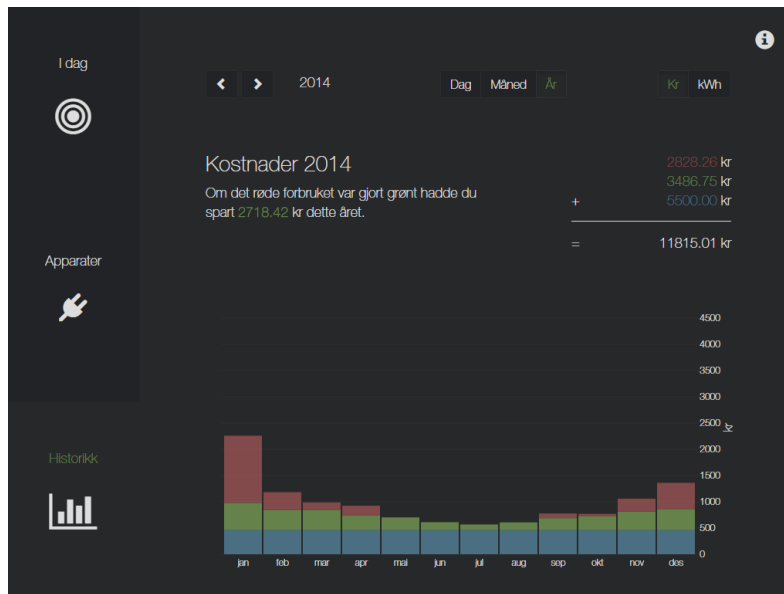 I dag
2014
Dag Måned År
Kr kWh
Kostnader 2014
Om det røde forbruket var gjort grønt hadde du
spart 2718.42 kr dette året.
2828.26 kr
3486.75 kr
+ 5500.00 kr
= 11815.01 kr
Apparater
Historikk
4500
4000
3500
3000
2500
2000
1500
1000
500
0
kr
jan feb mar apr mai jun jul aug sep okt nov des